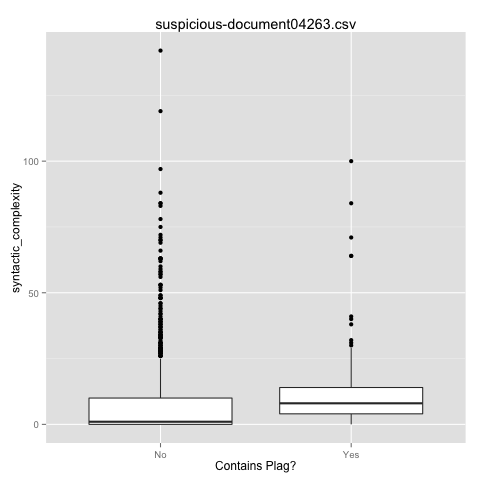 suspicious-document04263.csv
syntactic_complexity
100
50
0
No
Yes
Contains Plag?